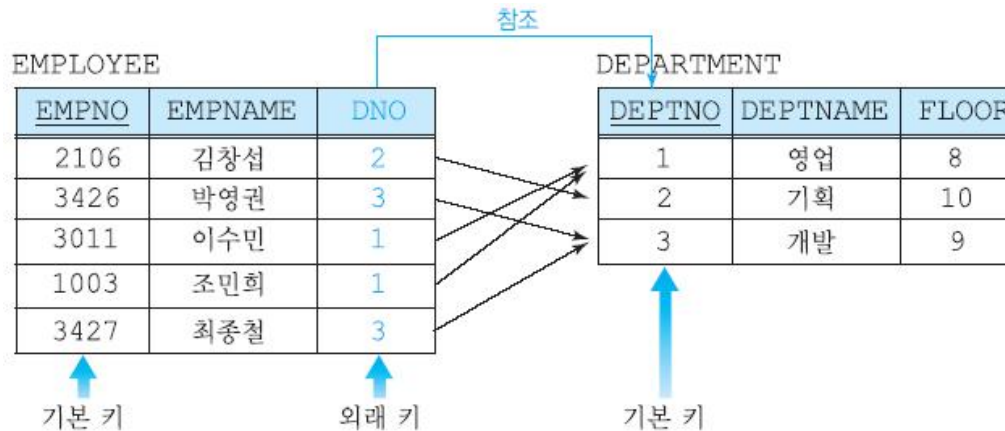 참조
EMPLOYEE DEPARTMENT
EMPNO EMPNAME DNO DEPTNO DEPTNAME FLOOR
2106 김창섭 2 1 영업 8
3426 박영권 3 2 기획 10
3011 이수민 1 3 개발 9
1003 조민희 1
3427 최종철 3
기본 키 외래 키 기본 키